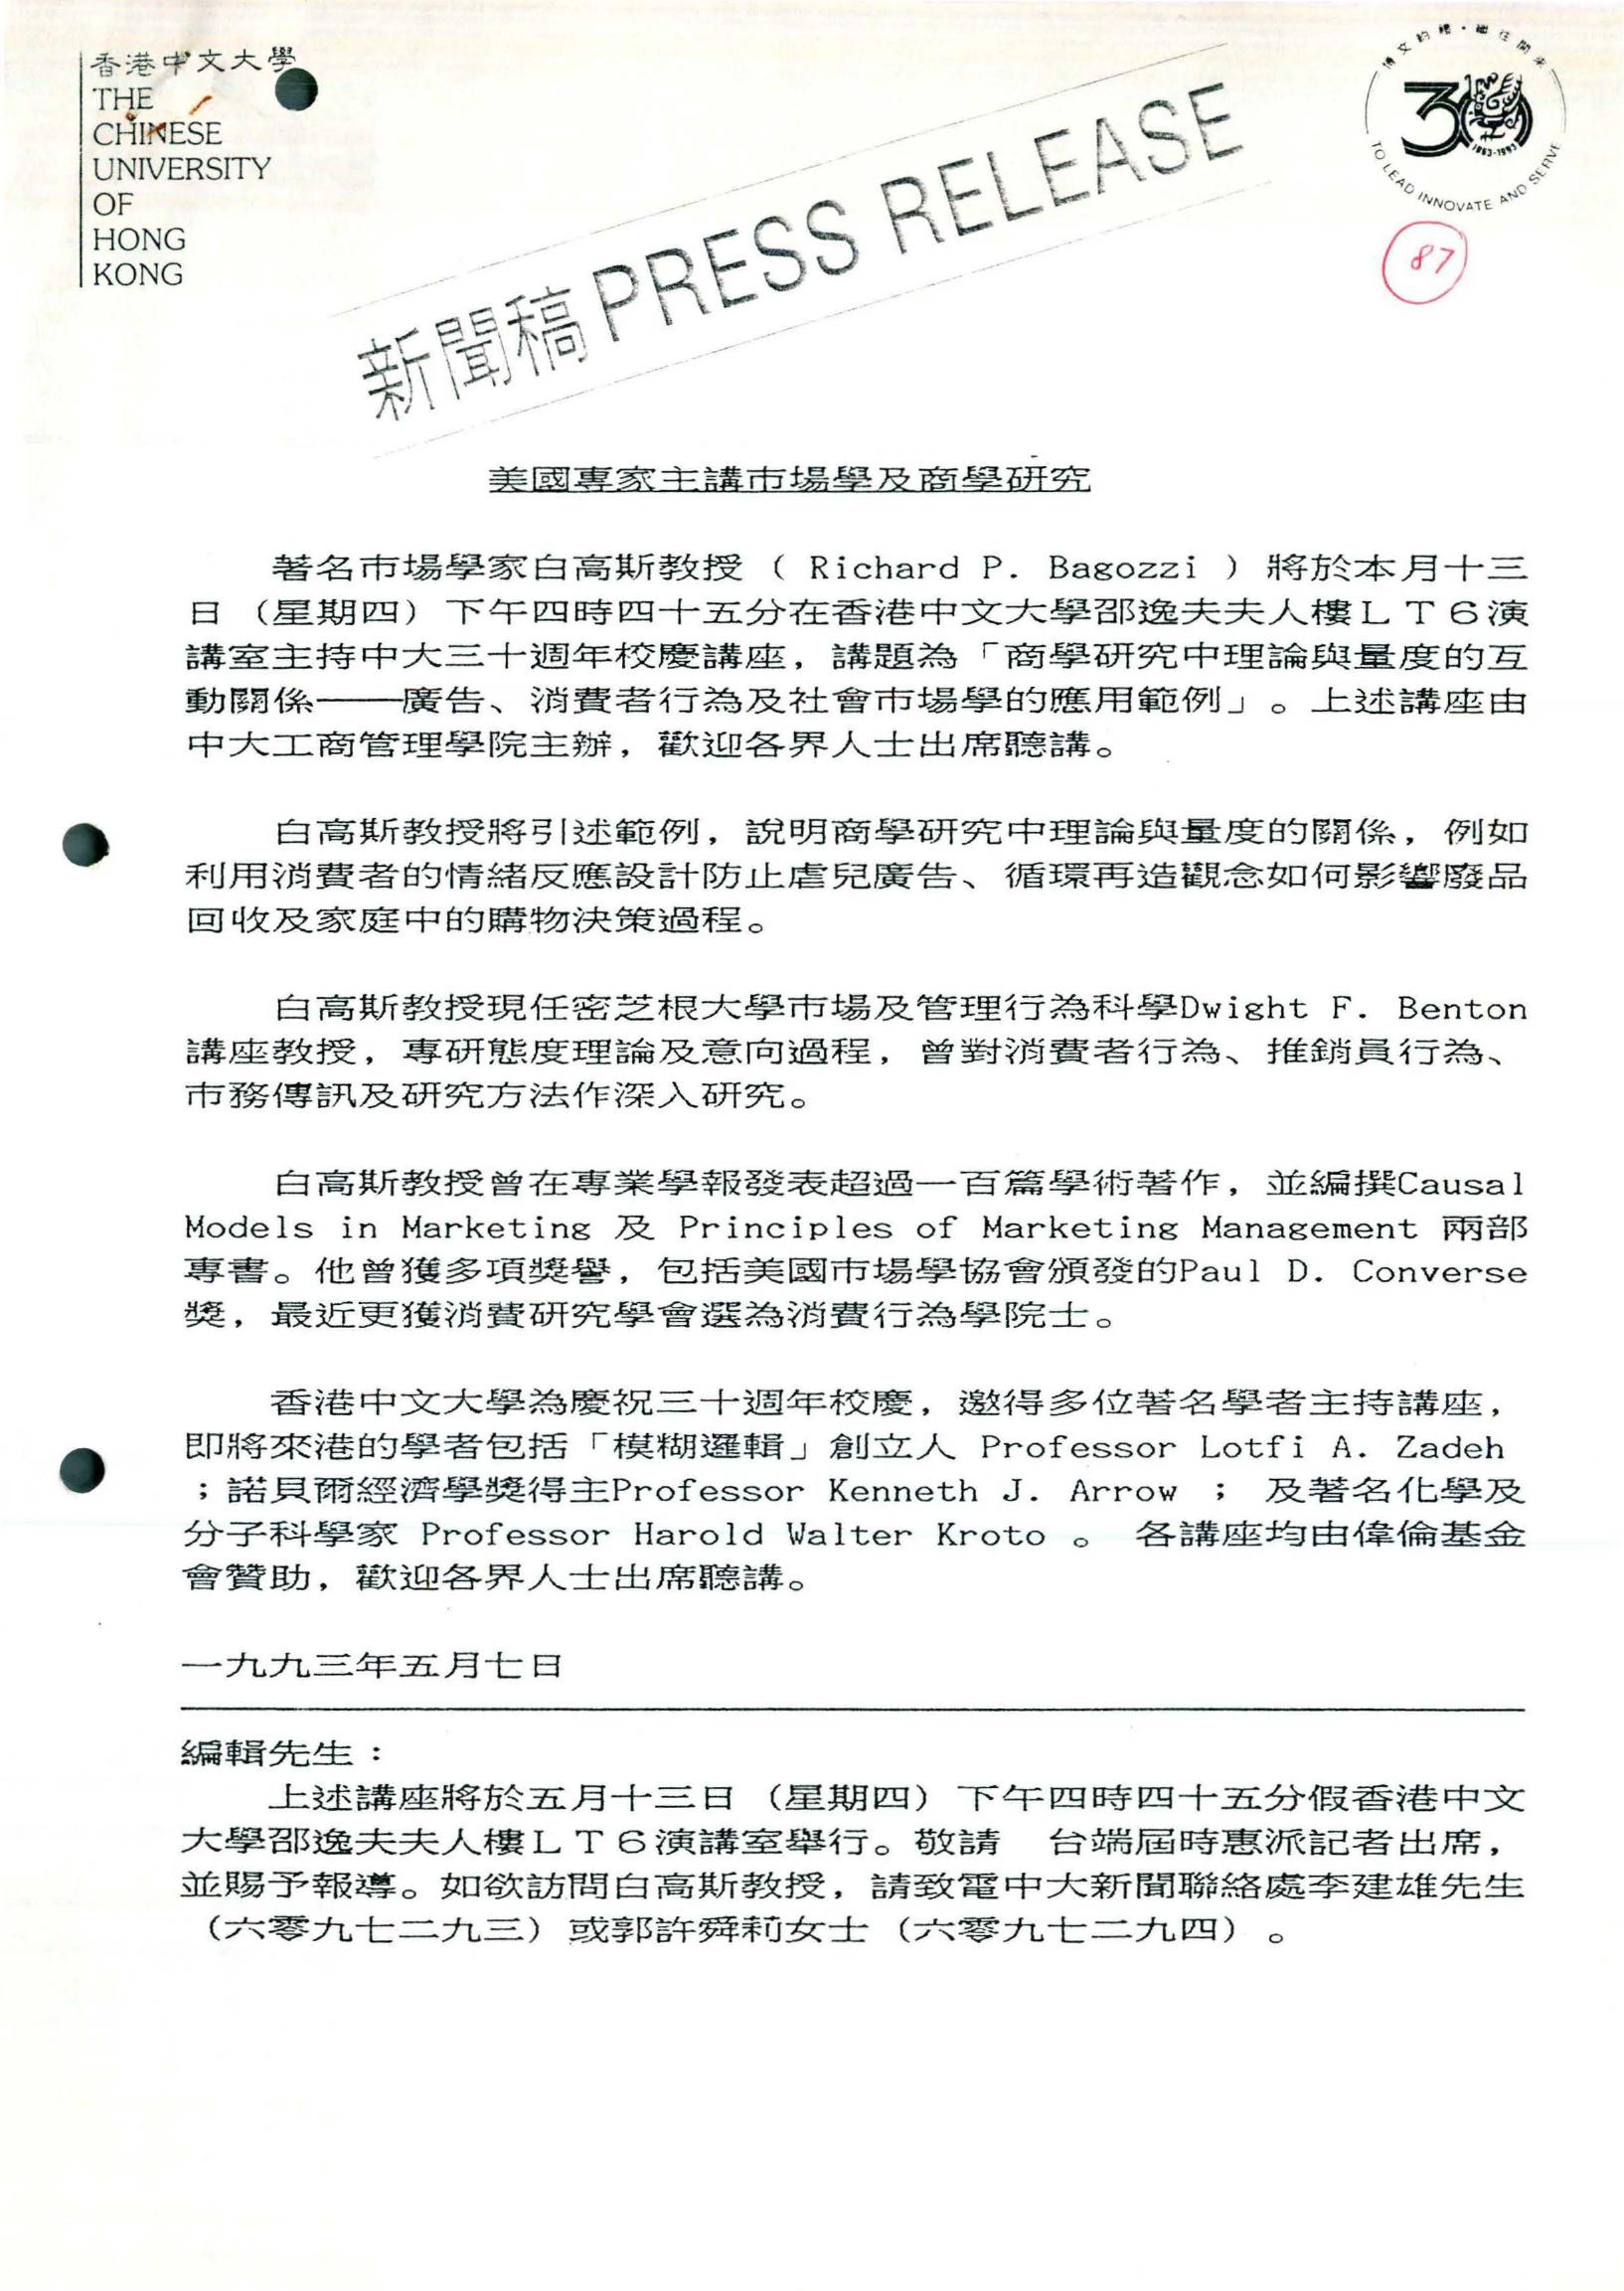 香港中文大學
THE
CHINESE
UNIVERSITY
OF
HONG
KONG
博文約禮·繼往開來
30
1963-1993
TO LEAD INNOVATE AND SERVE
87
新聞稿 PRESS RELEASE
美國專家主講市場學及商學研究
著名市場學家白高斯教授（ Richard P. Bagozzi ）將於本月十三
日（星期四）下午四時四十五分在香港中文大學邵逸夫夫人樓ＬＴ６演
講室主持中大三十週年校慶講座，講題為「商學研究中理論與量度的互
動關係——廣告、消費者行為及社會市場學的應用範例」。上述講座由
中大工商管理學院主辦，歡迎各界人士出席聽講。
白高斯教授將引述範例，說明商學研究中理論與量度的關係，例如
利用消費者的情緒反應設計防止虐兒廣告、循環再造觀念如何影響廢品
回收及家庭中的購物決策過程。
白高斯教授現任密芝根大學市場及管理行為科學Dwight F. Benton
講座教授，專研態度理論及意向過程，曾對消費者行為、推銷員行為、
市務傳訊及研究方法作深入研究。
白高斯教授曾在專業學報發表超過一百篇學術著作，並編撰Causal
Models in Marketing 及 Principles of Marketing Management 兩部
專書。他曾獲多項獎譽，包括美國市場學協會頒發的Paul D. Converse
獎，最近更獲消費研究學會選為消費行為學院士。
香港中文大學為慶祝三十週年校慶，邀得多位著名學者主持講座，
即將來港的學者包括「模糊邏輯」創立人 Professor Lotfi A. Zadeh
；諾貝爾經濟學獎得主Professor Kenneth J. Arrow ； 及著名化學及
分子科學家 Professor Harold Walter Kroto 。 各講座均由偉倫基金
會贊助，歡迎各界人士出席聽講。
一九九三年五月七日
編輯先生：
上述講座將於五月十三日（星期四）下午四時四十五分假香港中文
大學邵逸夫夫人樓ＬＴ６演講室舉行。敬請　台端屆時惠派記者出席，
並賜予報導。如欲訪問白高斯教授，請致電中大新聞聯絡處李建雄先生
（六零九七二九三）或郭許舜莉女士（六零九七二九四）。